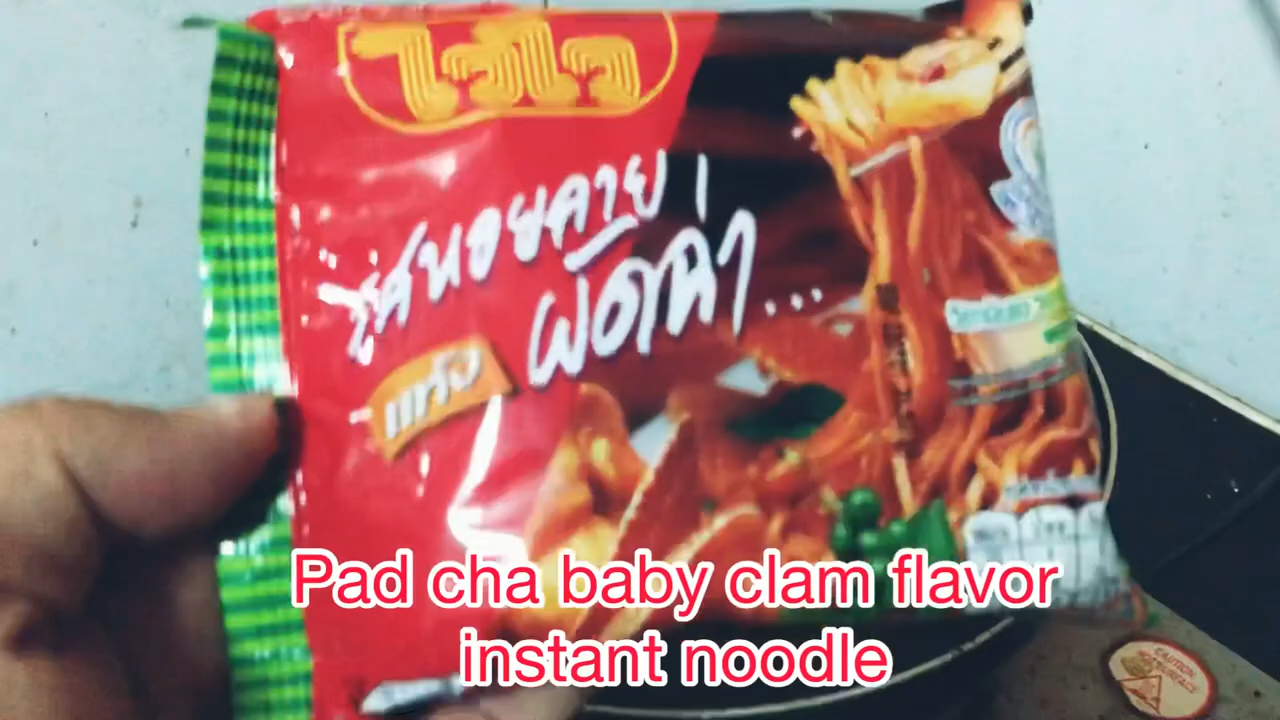 ไวไว
รสหอยลาย
ผัดฉ่า...
แห้ง
Pad cha baby clam flavor
instant noodle
CAUTION